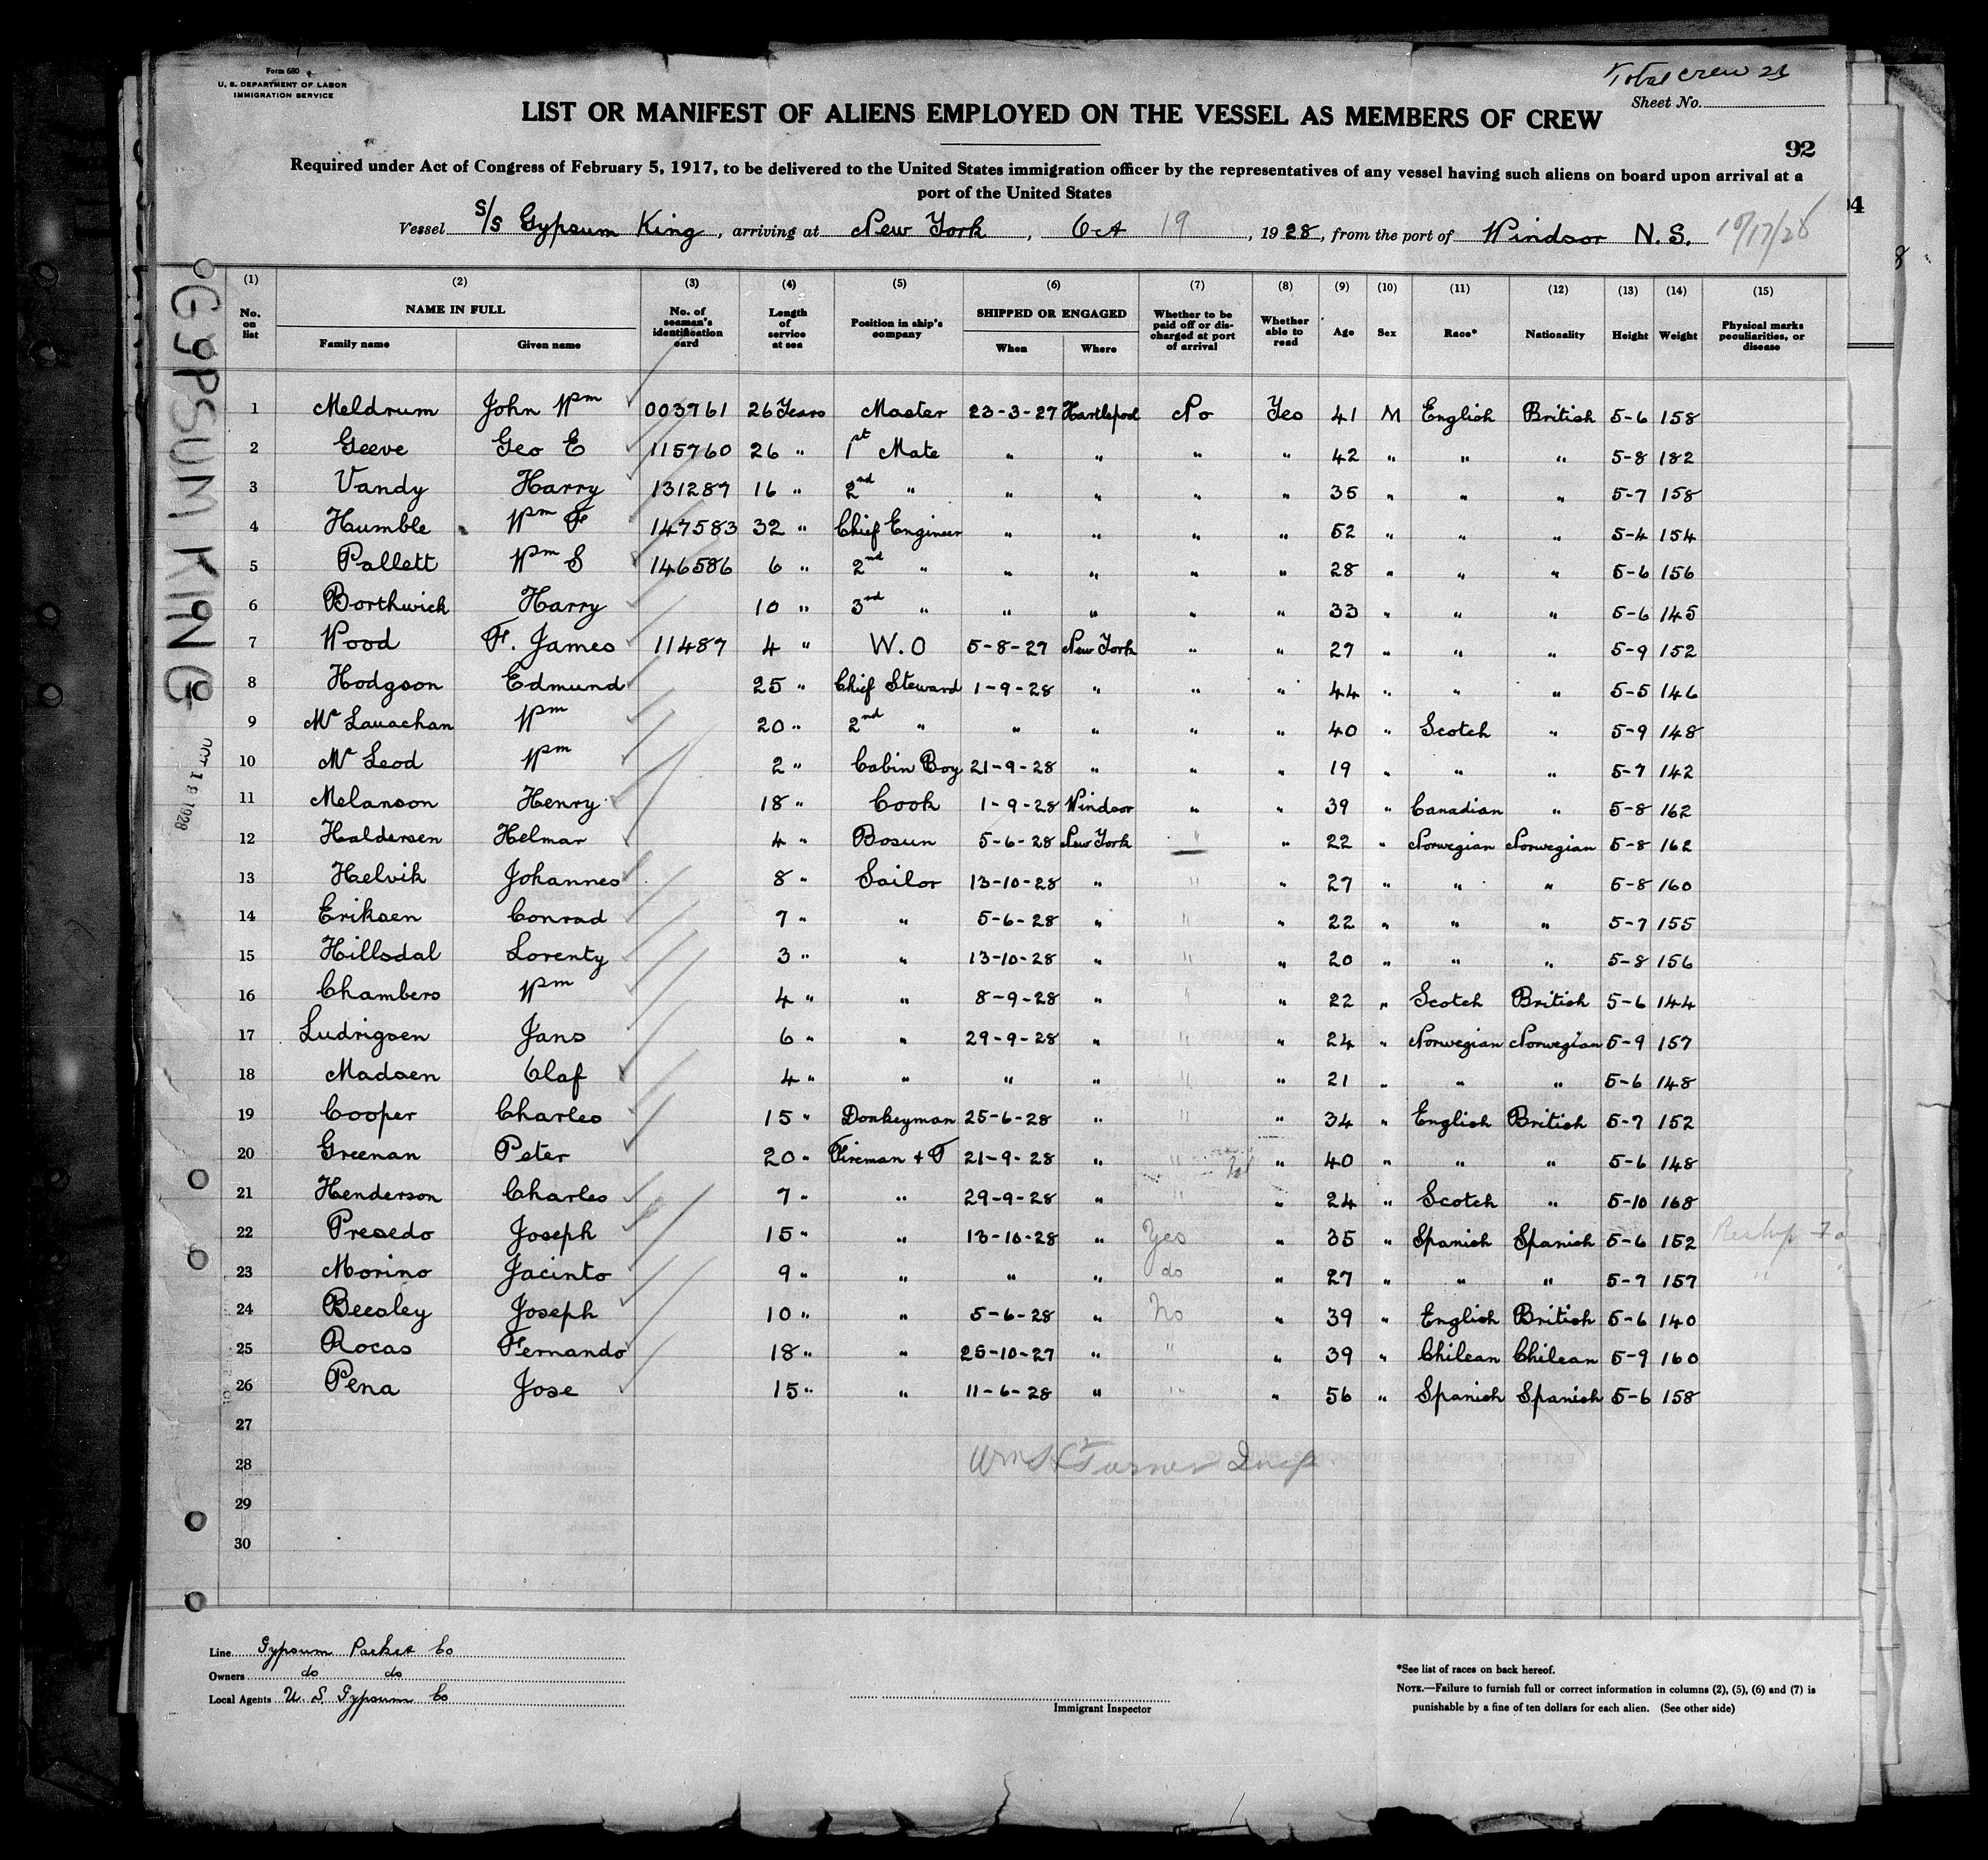 Form 680
U. S. DEPARTMENT OF LABOR
IMMIGRATION SERVICE
Total crew 26
Sheet No.
LIST OR MANIFEST OF ALIENS EMPLOYED ON THE VESSEL AS MEMBERS OF CREW
92
Required under Act of Congress of February 5, 1917, to be delivered to the United States immigration officer by the representatives of any vessel having such aliens on board upon arrival at a
port of the United States
Vessel S/S Gypsum King, arriving at New York, Oct 19, 1928, from the port of Windsor N.S. 10/17/28
GYPSUM KING
OCT 19 1928
(1) (2) (3) (4) (5) (6) (7) (8) (9) (10) (11) (12) (13) (14) (15)
No. on list NAME IN FULL Family name Given name No. of seaman's identification card Length of service at sea Position in ship's company SHIPPED OR ENGAGED When Where Whether to be paid off or discharged at port of arrival Whether able to read Age Sex Race* Nationality Height Weight Physical marks peculiarities, or disease
1 Meldrum John Wm 003761 26 Years Master 23-3-27 Hartlepool No Yes 41 M English British 5-6 158
2 Geeve Geo E 115760 26 " 1st Mate " " " " 42 " " " 5-8 182
3 Vandy Harry 131287 16 " 2nd " " " " " 35 " " " 5-7 158
4 Humble Wm F 147583 32 " Chief Engineer " " " " 52 " " " 5-4 154
5 Pallett Wm S 146586 6 " 2nd " " " " " 28 " " " 5-6 156
6 Borthwick Harry 10 " 3rd " " " " " 33 " " " 5-6 145
7 Wood F. James 11487 4 " W.O 5-8-27 New York " " 27 " " " 5-9 152
8 Hodgson Edmund 25 " Chief Steward 1-9-28 " " " 44 " " " 5-5 146
9 Mc Lauachan Wm 20 " 2nd " " " " " 40 " Scotch " 5-9 148
10 Mc Leod Wm 2 " Cabin Boy 21-9-28 " " " 19 " " " 5-7 142
11 Melanson Henry 18 " Cook 1-9-28 Windsor " " 39 " Canadian " 5-8 162
12 Haldersen Helmar 4 " Bosun 5-6-28 New York " " 22 " Norwegian Norwegian 5-8 162
13 Helvik Johannes 8 " Sailor 13-10-28 " " " 27 " " " 5-8 160
14 Eriksen Conrad 7 " " 5-6-28 " " " 22 " " " 5-7 155
15 Hillsdal Lorenty 3 " " 13-10-28 " " " 20 " " " 5-8 156
16 Chambers Wm 4 " " 8-9-28 " " " 22 " Scotch British 5-6 144
17 Ludrigsen Jans 6 " " 29-9-28 " " " 24 " Norwegian Norwegian 5-9 157
18 Madsen Olaf 4 " " " " " " 21 " " " 5-6 148
19 Cooper Charles 15 " Donkeyman 25-6-28 " " " 34 " English British 5-7 152
20 Greenan Peter 20 " Fireman + T 21-9-28 " " " 40 " " " 5-6 148
21 Henderson Charles 7 " " 29-9-28 " " " 24 " Scotch " 5-10 168
22 Presedo Joseph 15 " " 13-10-28 " Yes " 35 " Spanish Spanish 5-6 152 Reship
23 Morino Jacinto 9 " " " " do " 27 " " " 5-7 157 "
24 Beesley Joseph 10 " " 5-6-28 " No " 39 " English British 5-6 140
25 Rocas Fernando 18 " " 25-10-27 " " " 39 " Chilean Chilean 5-9 160
26 Pena Jose 15 " " 11-6-28 " " " 56 " Spanish Spanish 5-6 158
27
28
29
30
Wm H Turner Insp
Line Gypsum Packet Co
Owners do do
Local Agents U. S. Gypsum Co
Immigrant Inspector
*See list of races on back hereof.
NOTE.—Failure to furnish full or correct information in columns (2), (5), (6) and (7) is
punishable by a fine of ten dollars for each alien. (See other side)